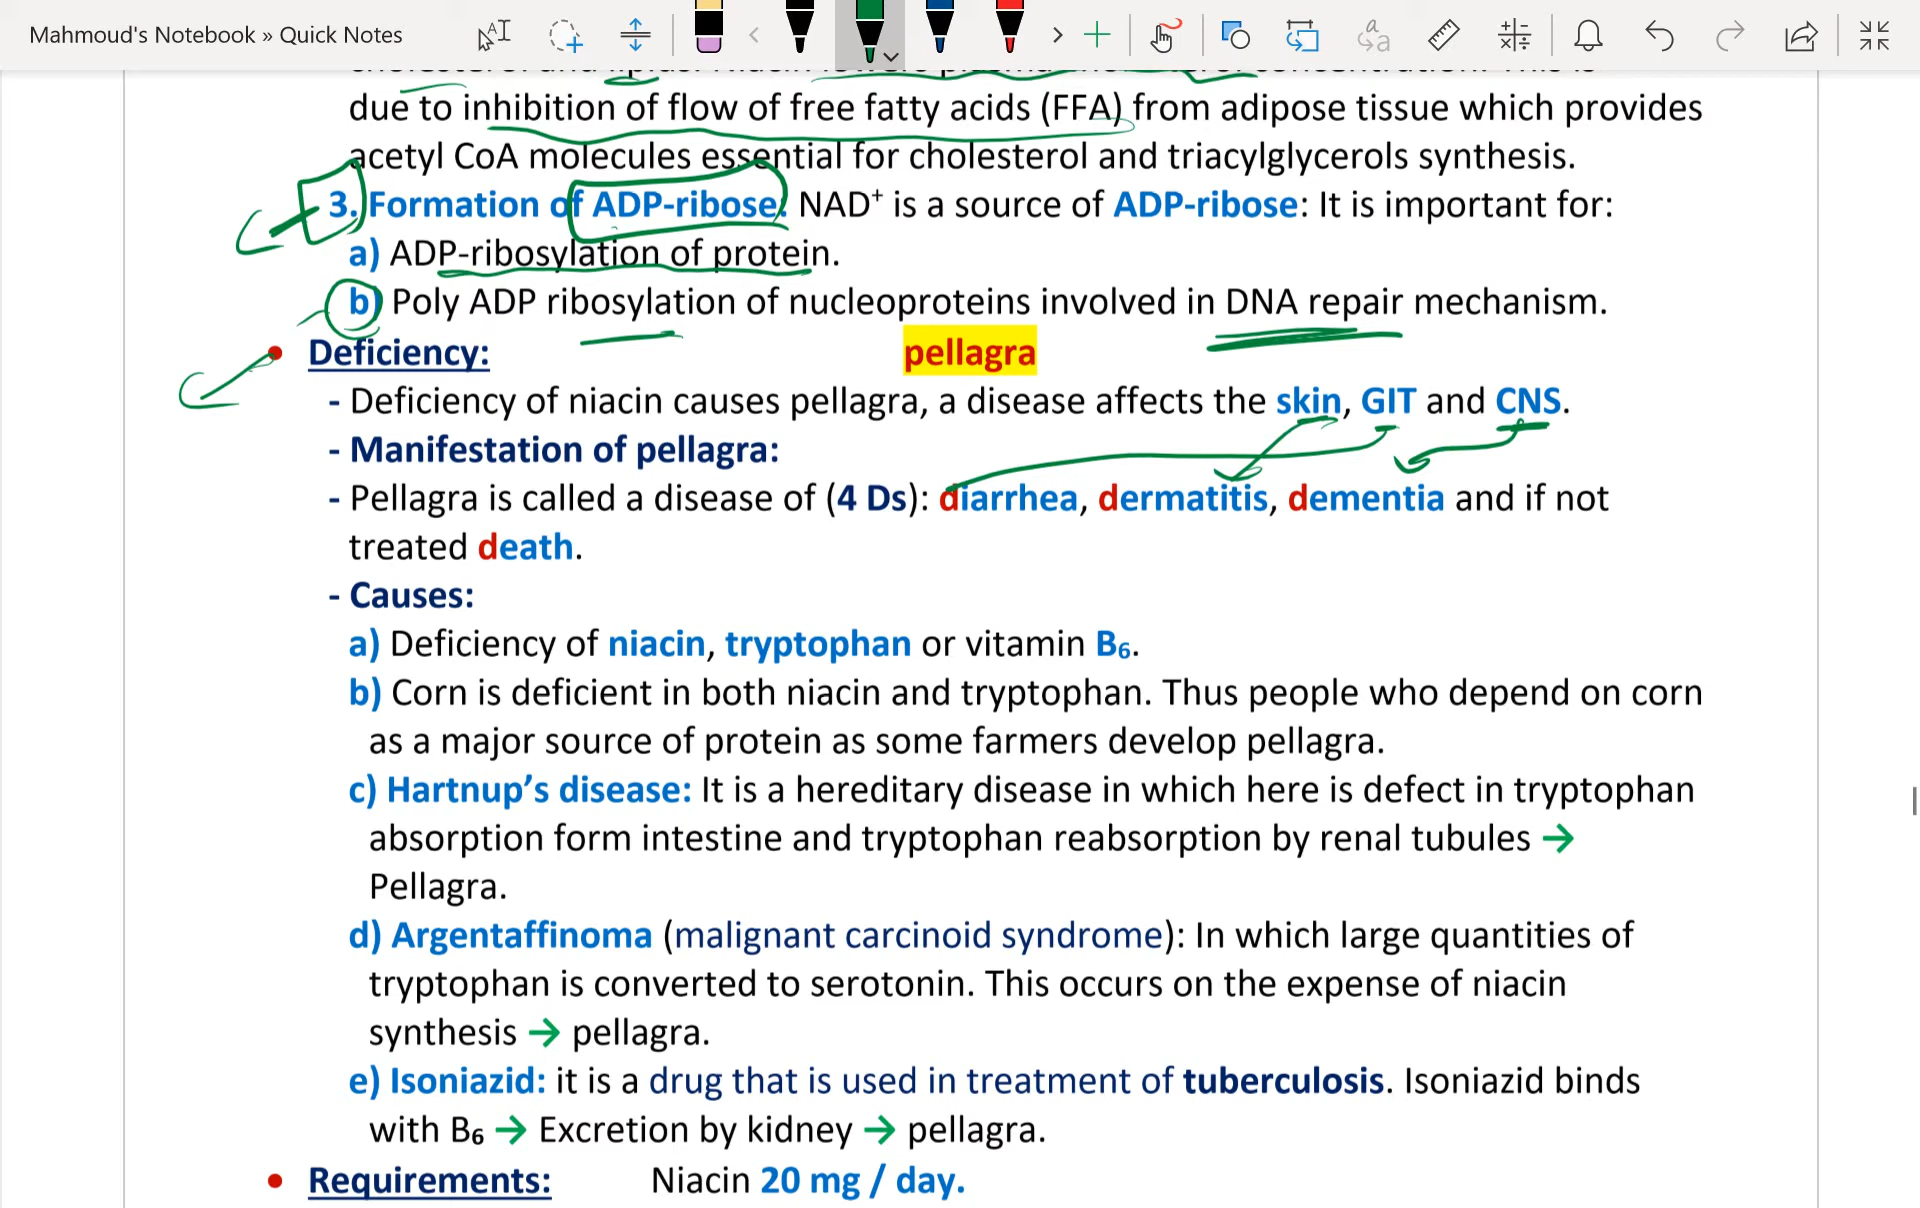 Mahmoud's Notebook » Quick Notes
cholesterol and lipids. Niacin lowers plasma cholesterol concentration. This is
due to inhibition of flow of free fatty acids (FFA) from adipose tissue which provides
acetyl CoA molecules essential for cholesterol and triacylglycerols synthesis.
3. Formation of ADP-ribose: NAD⁺ is a source of ADP-ribose: It is important for:
a) ADP-ribosylation of protein.
b) Poly ADP ribosylation of nucleoproteins involved in DNA repair mechanism.
• Deficiency: pellagra
- Deficiency of niacin causes pellagra, a disease affects the skin, GIT and CNS.
- Manifestation of pellagra:
- Pellagra is called a disease of (4 Ds): diarrhea, dermatitis, dementia and if not
treated death.
- Causes:
a) Deficiency of niacin, tryptophan or vitamin B₆.
b) Corn is deficient in both niacin and tryptophan. Thus people who depend on corn
as a major source of protein as some farmers develop pellagra.
c) Hartnup’s disease: It is a hereditary disease in which here is defect in tryptophan
absorption form intestine and tryptophan reabsorption by renal tubules →
Pellagra.
d) Argentaffinoma (malignant carcinoid syndrome): In which large quantities of
tryptophan is converted to serotonin. This occurs on the expense of niacin
synthesis → pellagra.
e) Isoniazid: it is a drug that is used in treatment of tuberculosis. Isoniazid binds
with B₆ → Excretion by kidney → pellagra.
• Requirements: Niacin 20 mg / day.